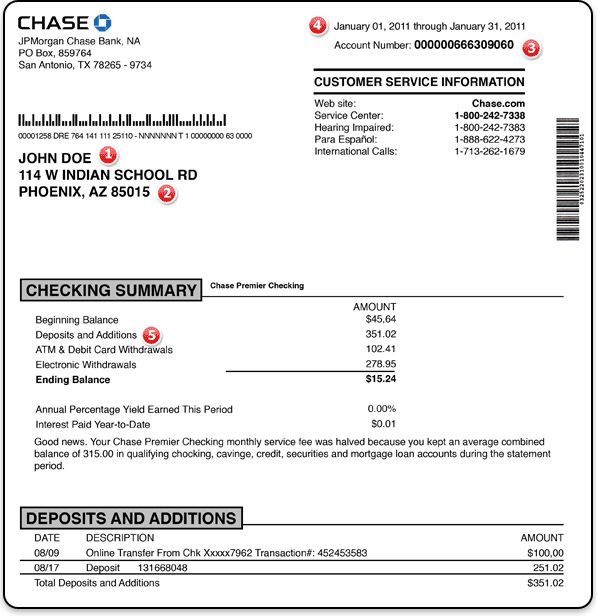 CHASE
JPMorgan Chase Bank, NA
PO Box, 859764
San Antonio, TX 78265 - 9734
4 January 01, 2011 through January 31, 2011
Account Number: 000000666309060 3
CUSTOMER SERVICE INFORMATION
Web site: Chase.com
Service Center: 1-800-242-7338
Hearing Impaired: 1-800-242-7383
Para Español: 1-888-622-4273
International Calls: 1-713-262-1679
00001258 DRE 764 141 111 25110 - NNNNNNN T 1 00000000 63 0000
JOHN DOE 1
114 W INDIAN SCHOOL RD
PHOENIX, AZ 85015 2
CHECKING SUMMARY Chase Premier Checking
AMOUNT
Beginning Balance $45,64
Deposits and Additions 5 351.02
ATM & Debit Card Withdrawals 102.41
Electronic Withdrawals 278.95
Ending Balance $15.24
Annual Percentage Yield Earned This Period 0.00%
Interest Paid Year-to-Date $0.01
Good news. Your Chase Premier Checking monthly service fee was halved because you kept an average combined
balance of 315.00 in qualifying chocking, cavinge, credit, securities and mortgage loan accounts during the statement
period.
DEPOSITS AND ADDITIONS
DATE DESCRIPTION AMOUNT
08/09 Online Transfer From Chk Xxxxx7962 Transaction#: 452453583 $100,00
08/17 Deposit 131668048 251.02
Total Deposits and Additions $351.02